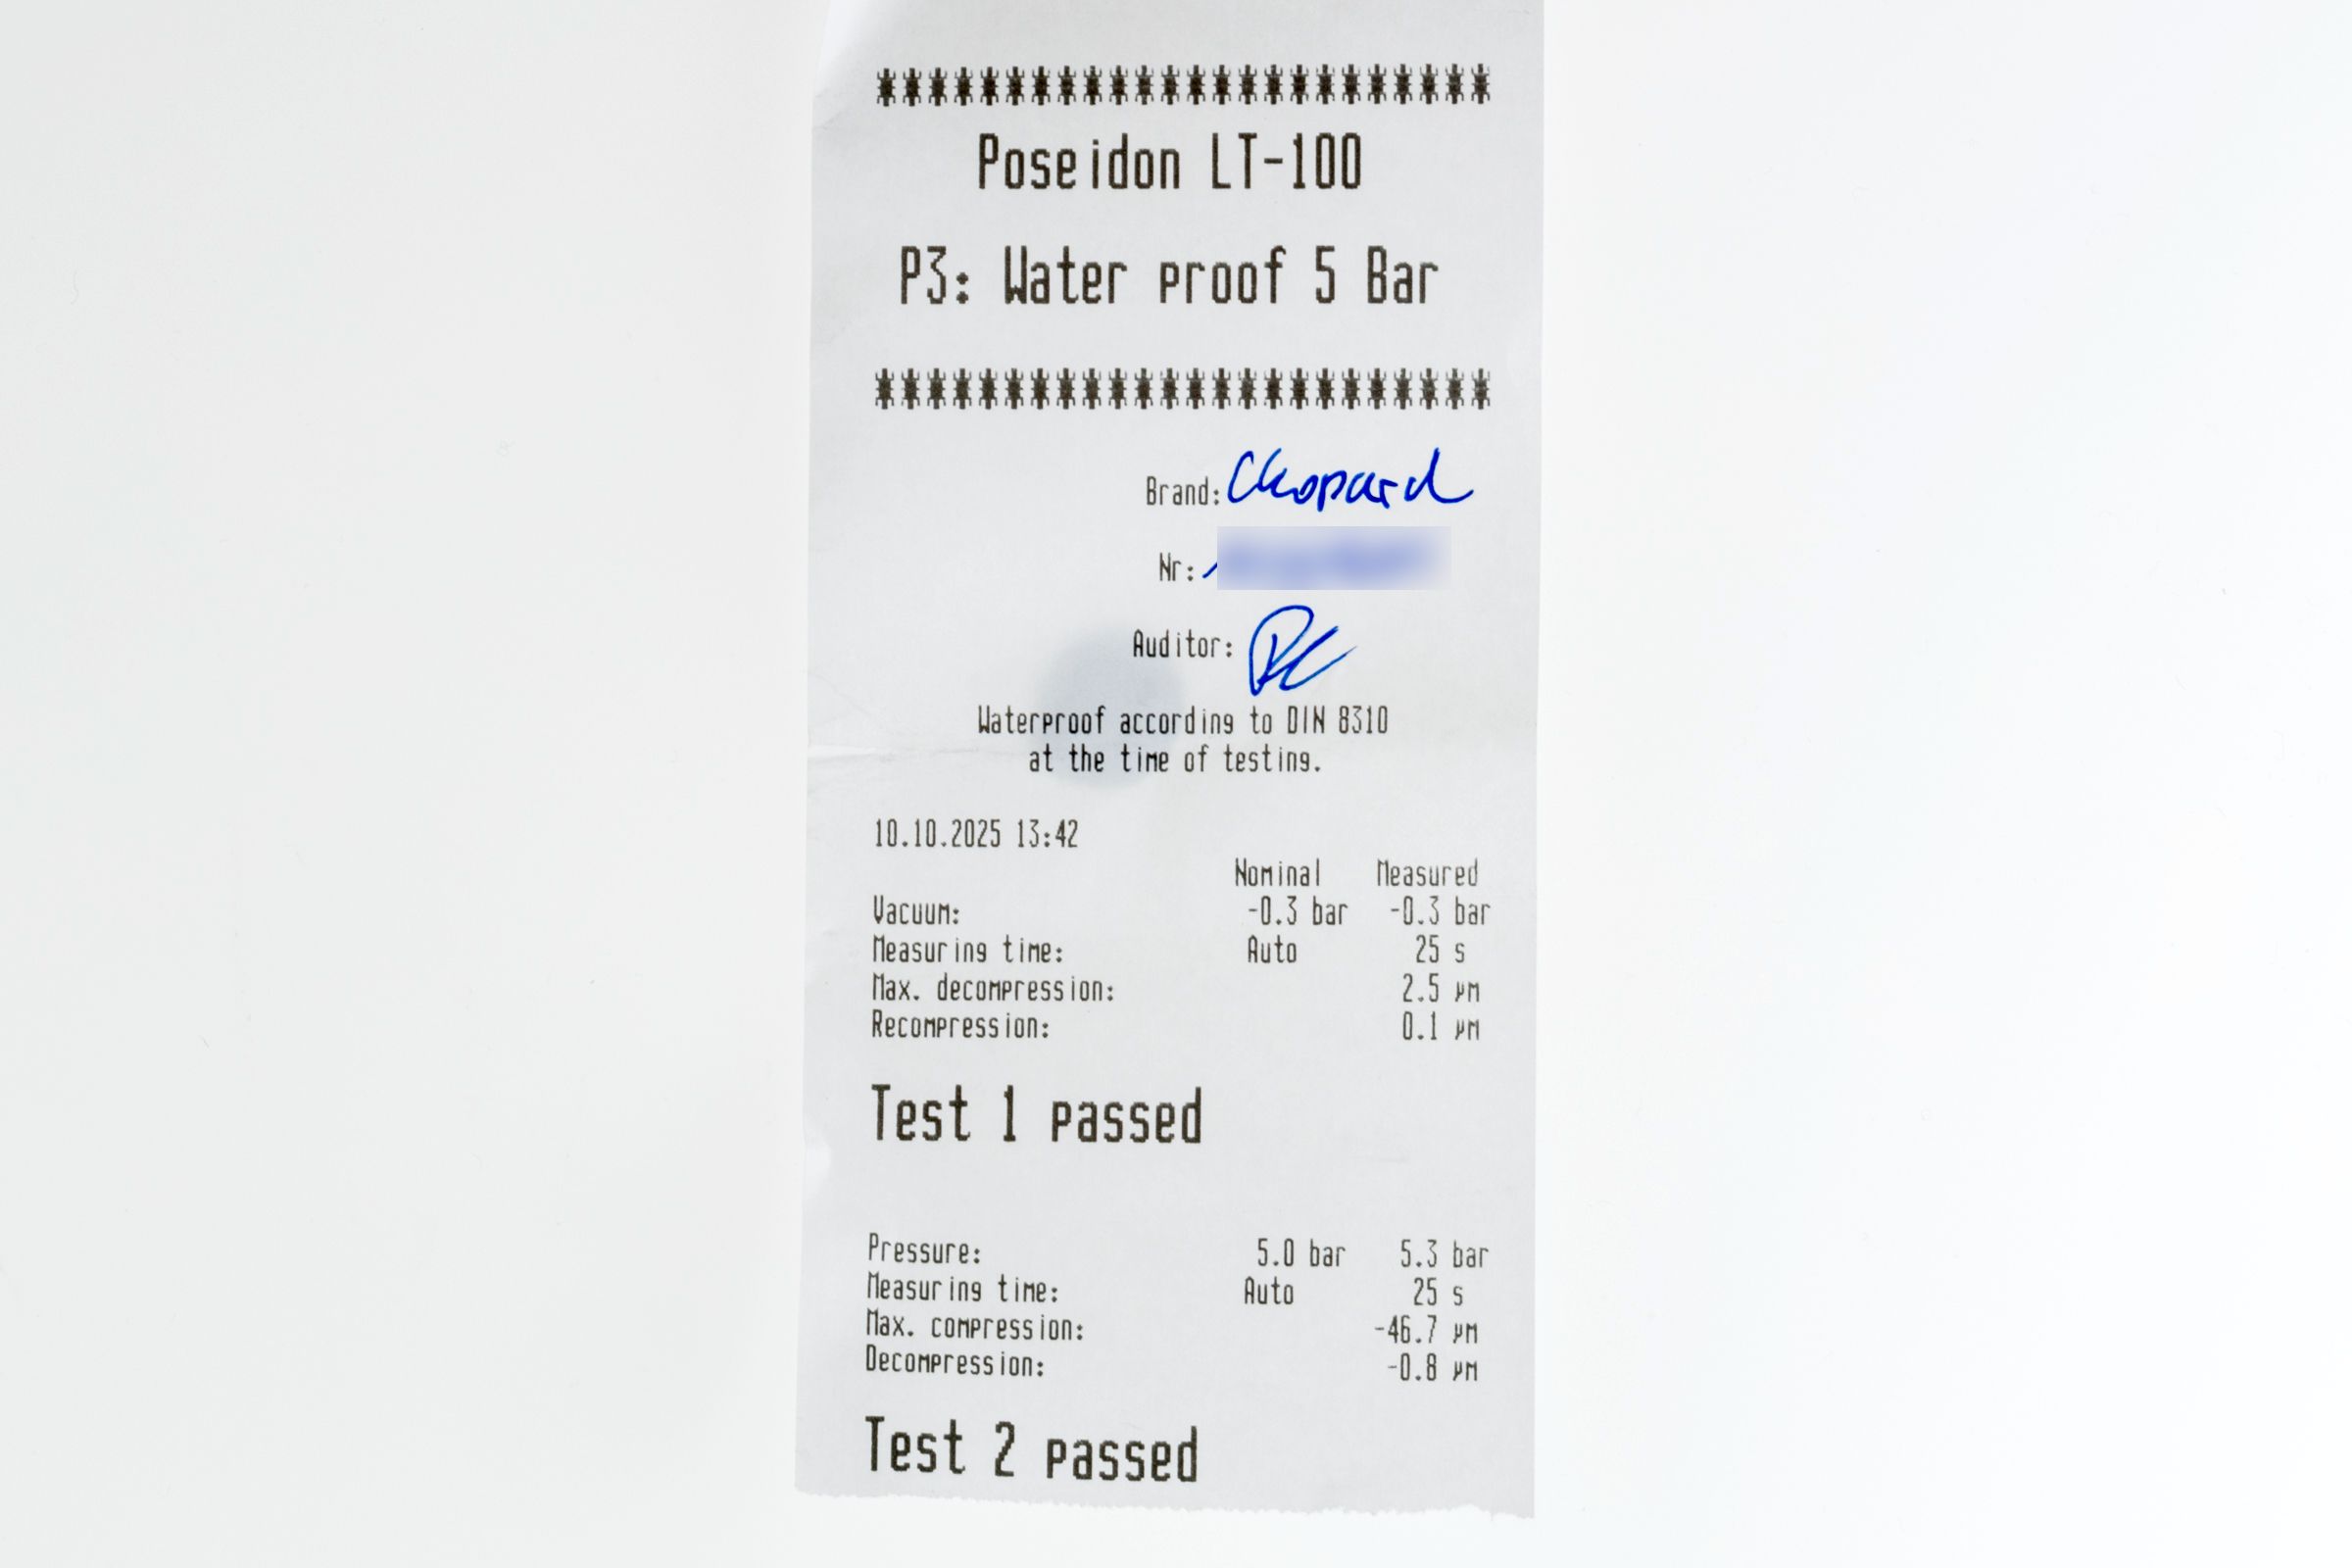 ************************
Poseidon LT-100
P3: Water proof 5 Bar
************************
Brand: Chopard
Nr:
Auditor:
Waterproof according to DIN 8310
at the time of testing.
10.10.2025 13:42
Nominal Measured
Vacuum: -0.3 bar -0.3 bar
Measuring time: Auto 25 s
Max. decompression: 2.5 µm
Recompression: 0.1 µm
Test 1 passed
Pressure: 5.0 bar 5.3 bar
Measuring time: Auto 25 s
Max. compression: -46.7 µm
Decompression: -0.8 µm
Test 2 passed